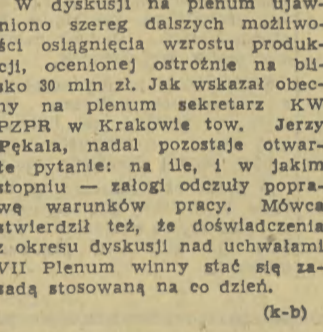 W dyskusji na plenum ujaw-
niono szereg dalszych możliwo-
ści osiągnięcia wzrostu produk-
cji, ocenionej ostrożnie na bli-
sko 30 mln zł. Jak wskazał obec-
ny na plenum sekretarz KW
PZPR w Krakowie tow. Jerzy
Pękala, nadal pozostaje otwar-
te pytanie: na ile, i w jakim
stopniu — załogi odczuły popra-
wę warunków pracy. Mówca
stwierdził też, że doświadczenia
z okresu dyskusji nad uchwałami
VII Plenum winny stać się za-
sadą stosowaną na co dzień.
(k-b)